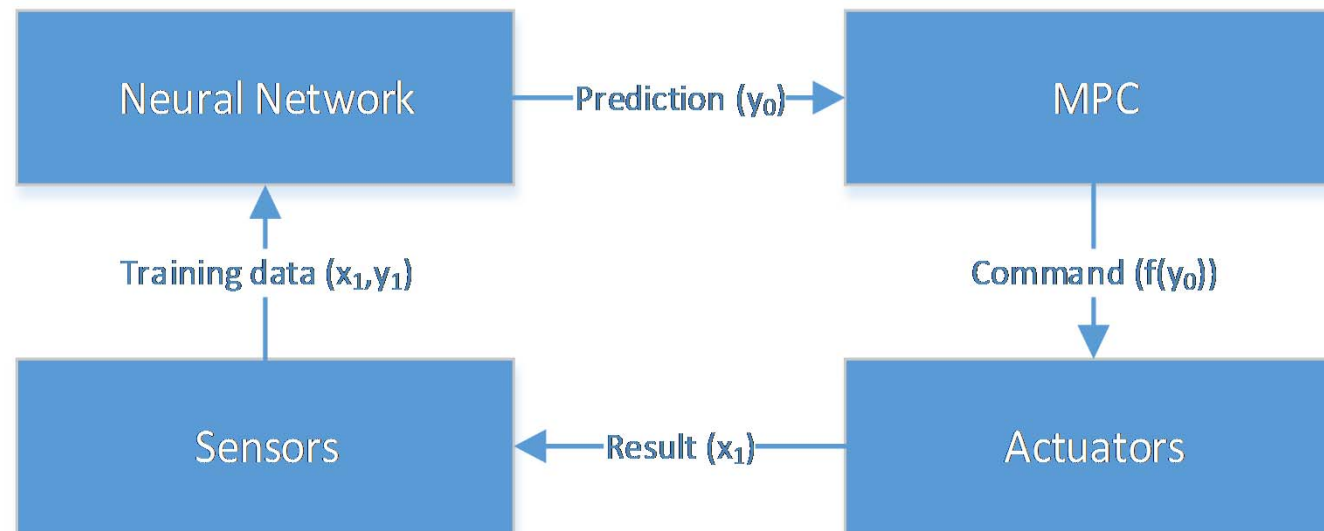 Neural Network
Prediction (y₀)
MPC
Training data (x₁,y₁)
Command (f(y₀))
Sensors
Result (x₁)
Actuators